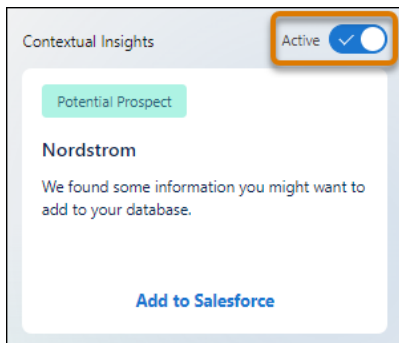 Contextual Insights Active
Potential Prospect
Nordstrom
We found some information you might want to
add to your database.
Add to Salesforce